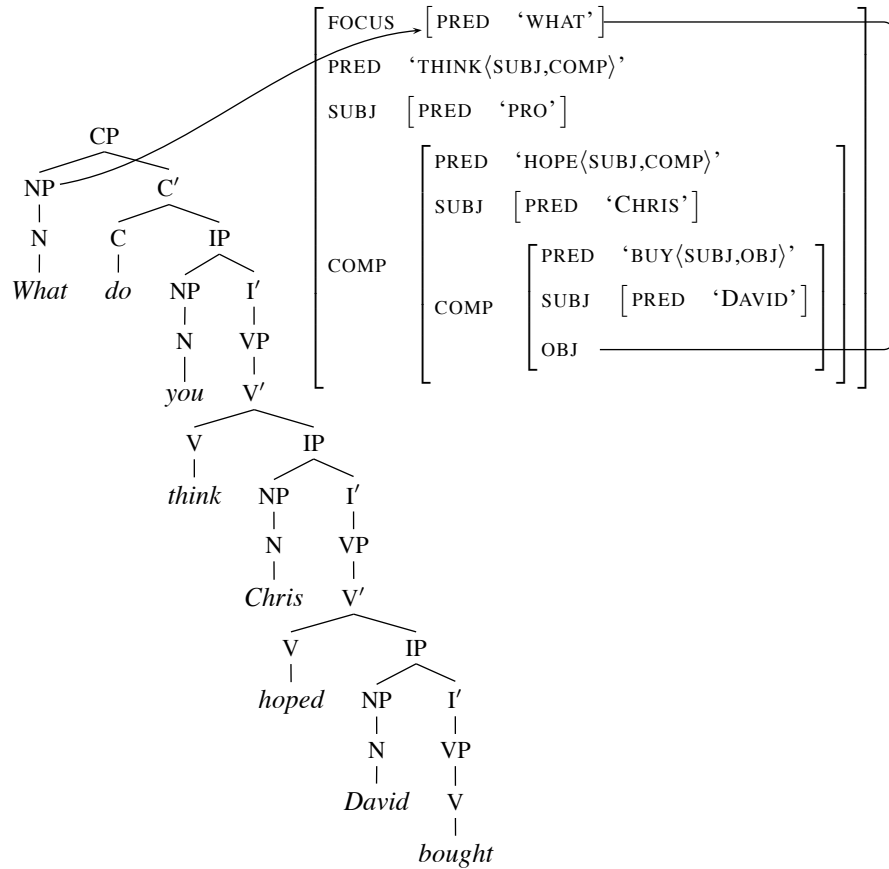 FOCUS [PRED ‘WHAT’]
PRED ‘THINK⟨SUBJ,COMP⟩’
SUBJ [PRED ‘PRO’]
COMP
PRED ‘HOPE⟨SUBJ,COMP⟩’
SUBJ [PRED ‘CHRIS’]
COMP
PRED ‘BUY⟨SUBJ,OBJ⟩’
SUBJ [PRED ‘DAVID’]
OBJ
CP
NP C′
N C IP
What do NP I′
N VP
you V′
V IP
think NP I′
N VP
Chris V′
V IP
hoped NP I′
N VP
David V
bought